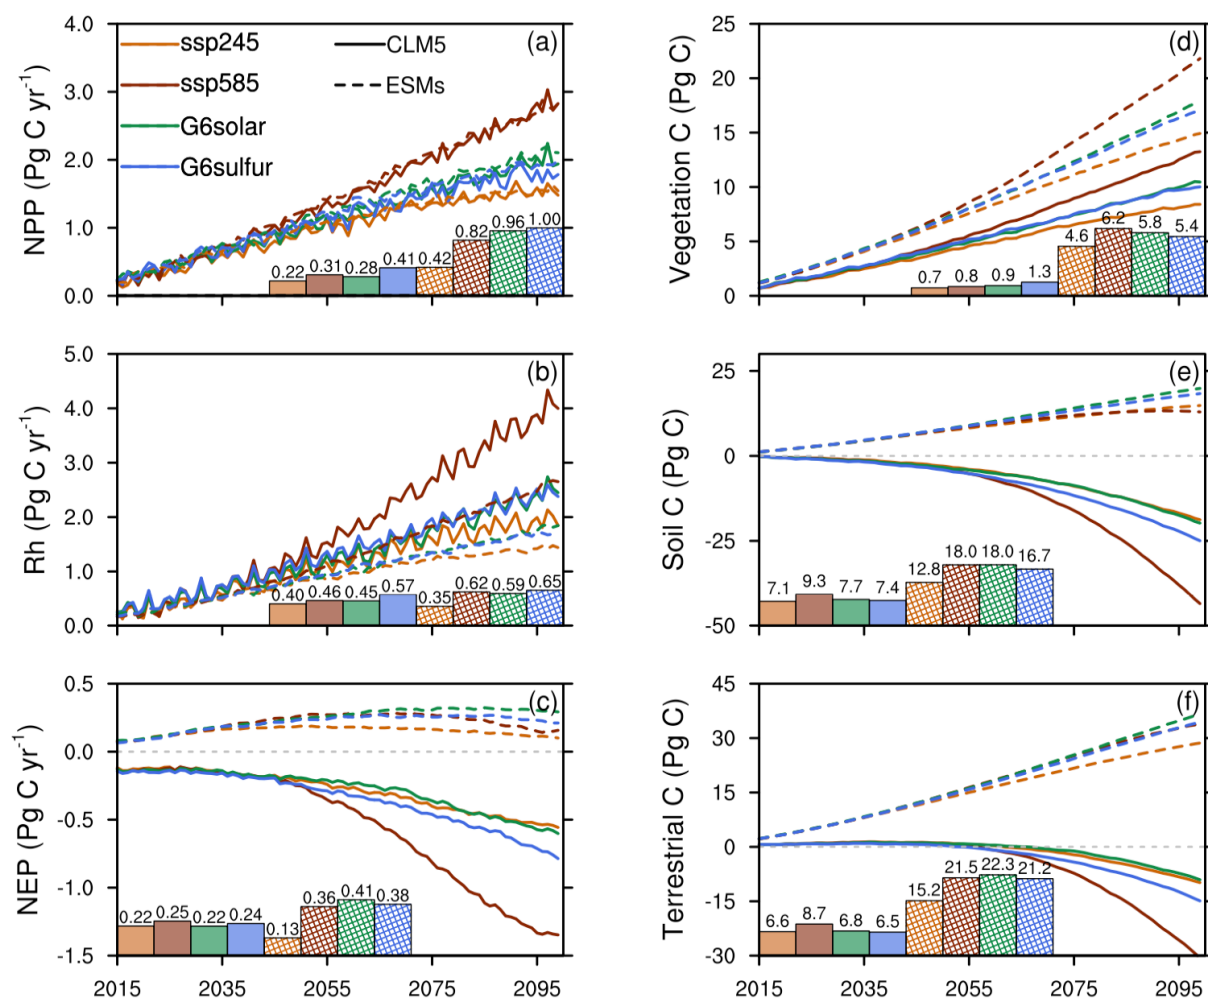 4.0
3.0
2.0
1.0
0.0
NPP (Pg C yr-1)
ssp245
ssp585
G6solar
G6sulfur
CLM5
ESMs
(a)
0.22 0.31 0.28 0.41 0.42 0.82 0.96 1.00
25
20
15
10
5
0
Vegetation C (Pg C)
(d)
0.7 0.8 0.9 1.3 4.6 6.2 5.8 5.4
5.0
4.0
3.0
2.0
1.0
0.0
Rh (Pg C yr-1)
(b)
0.40 0.46 0.45 0.57 0.35 0.62 0.59 0.65
25
0
-25
-50
Soil C (Pg C)
(e)
7.1 9.3 7.7 7.4 12.8 18.0 18.0 16.7
0.5
0.0
-0.5
-1.0
-1.5
NEP (Pg C yr-1)
(c)
0.22 0.25 0.22 0.24 0.13 0.36 0.41 0.38
2015 2035 2055 2075 2095
45
30
15
0
-15
-30
Terrestrial C (Pg C)
(f)
6.6 8.7 6.8 6.5 15.2 21.5 22.3 21.2
2015 2035 2055 2075 2095